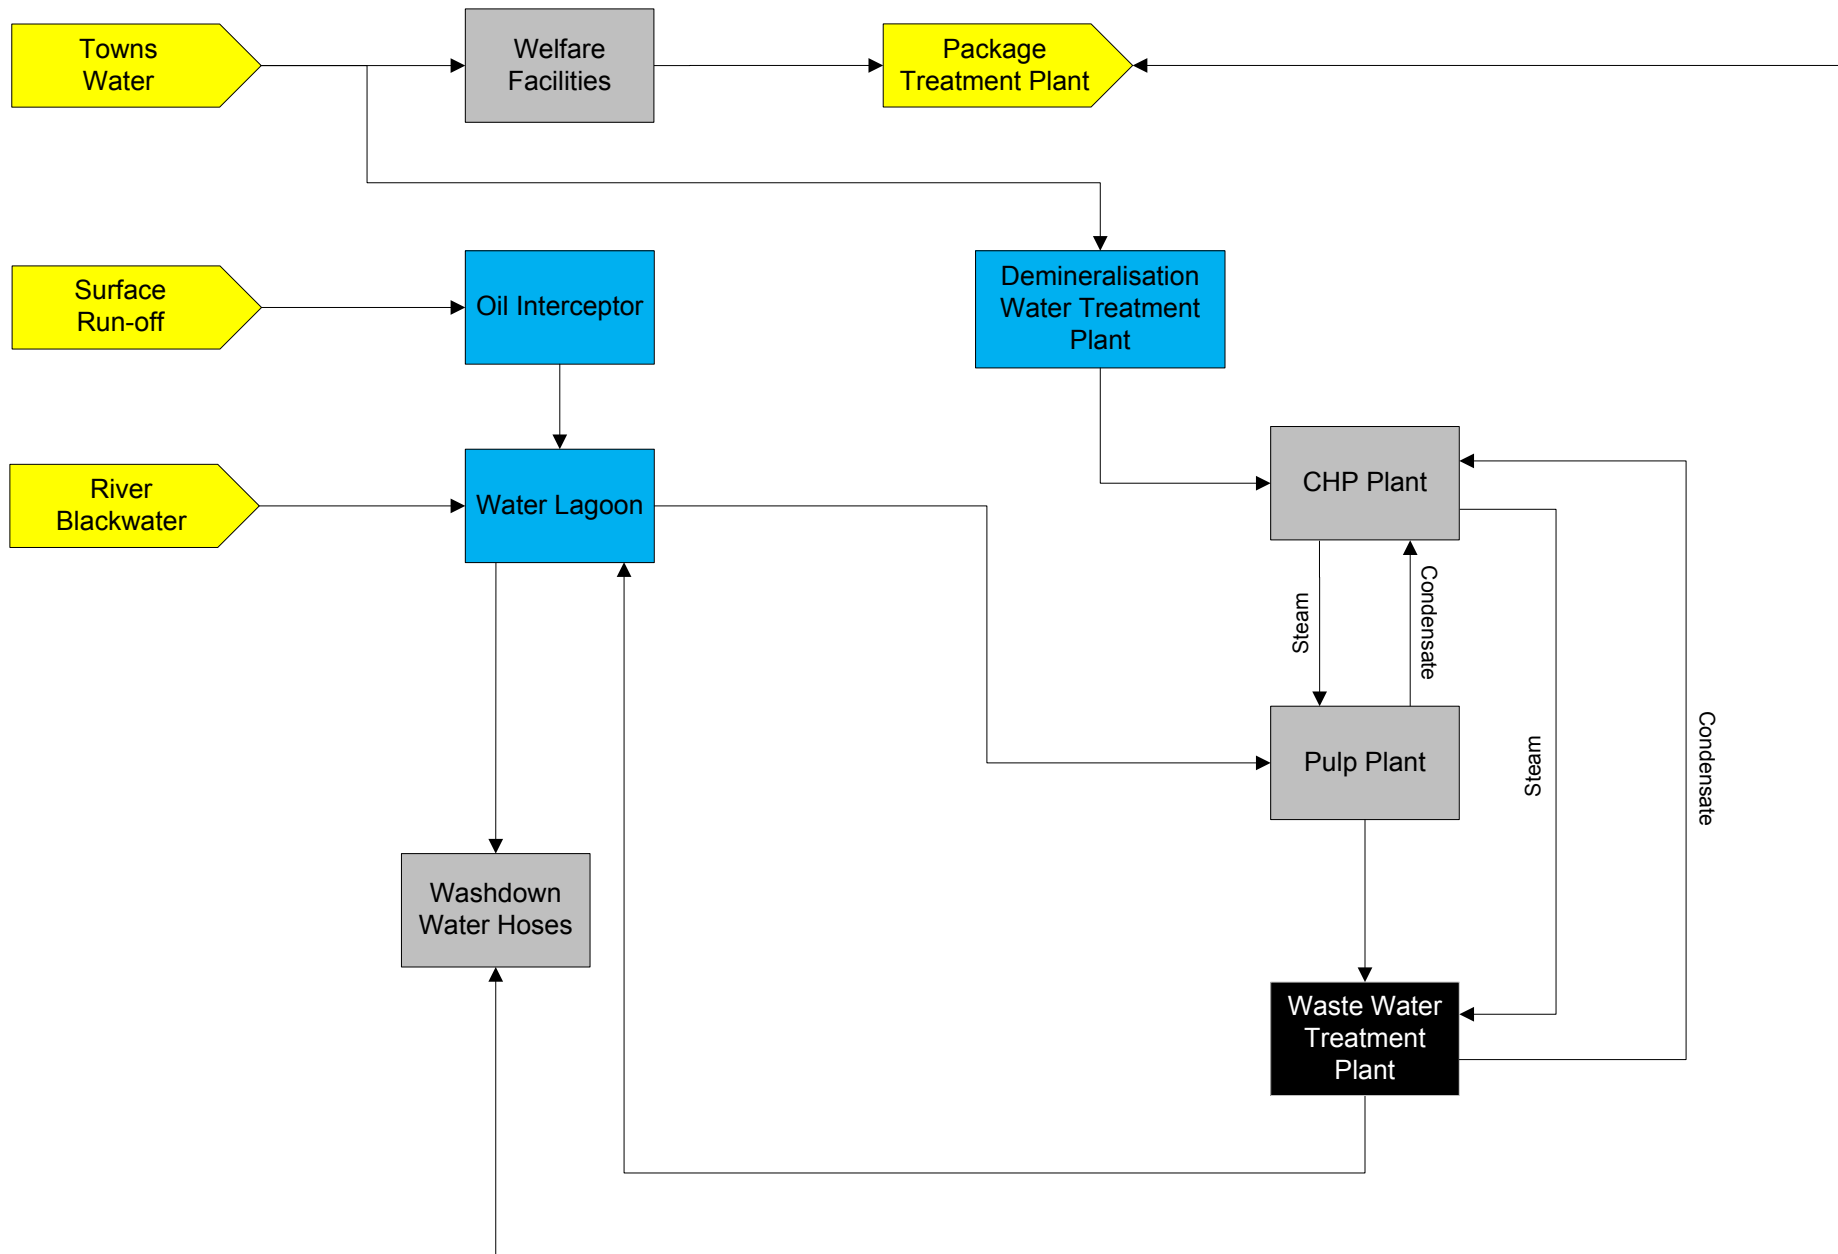 Towns
Water
Welfare
Facilities
Package
Treatment Plant
Surface
Run-off
Oil Interceptor
Demineralisation
Water Treatment
Plant
River
Blackwater
Water Lagoon
CHP Plant
Steam
Condensate
Pulp Plant
Steam
Condensate
Washdown
Water Hoses
Waste Water
Treatment
Plant